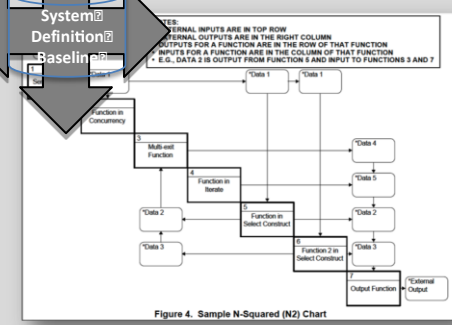 System
Definition
Baseline
TES:
TERNAL INPUTS ARE IN TOP ROW
TERNAL OUTPUTS ARE IN THE RIGHT COLUMN
OUTPUTS FOR A FUNCTION ARE IN THE ROW OF THAT FUNCTION
INPUTS FOR A FUNCTION ARE IN THE COLUMN OF THAT FUNCTION
• E.G., DATA 2 IS OUTPUT FROM FUNCTION 5 AND INPUT TO FUNCTIONS 3 AND 7
1
*Data 1
*Data 1
Function in
Concurrency
3
Multi-exit
Function
*Data 4
4
Function in
Iterate
*Data 5
*Data 2
5
Function in
Select Construct
*Data 2
*Data 3
6
Function 2 in
Select Construct
*Data 3
7
Output Function
*External
Output
Figure 4. Sample N-Squared (N2) Chart